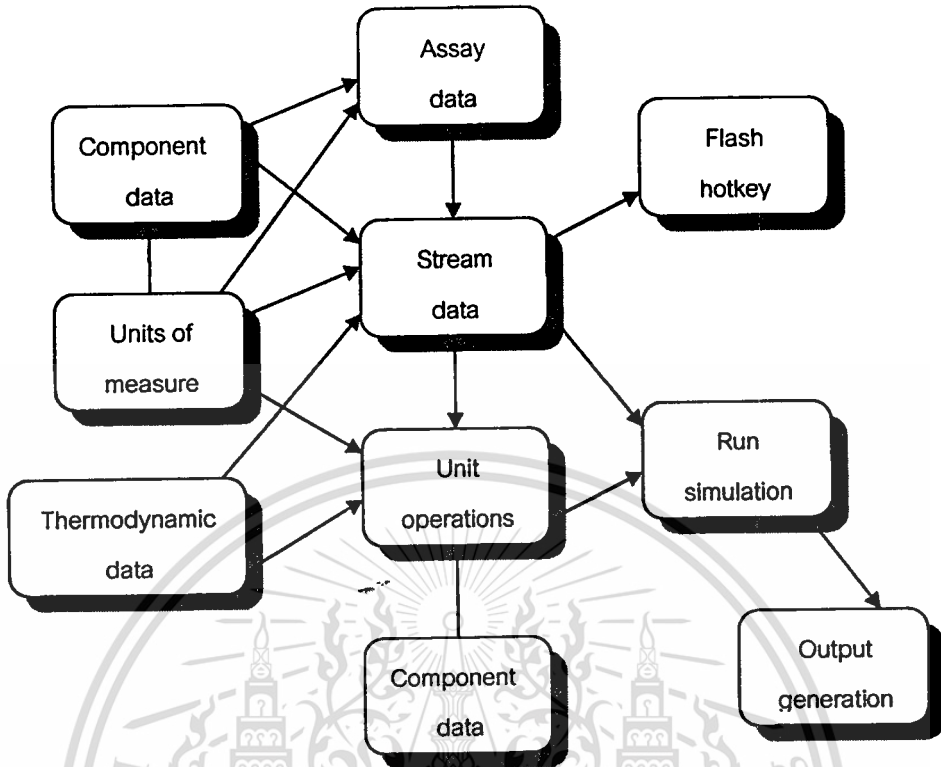 Assay
data
Component
data
Flash
hotkey
Stream
data
Units of
measure
Unit
operations
Run
simulation
Thermodynamic
data
Component
data
Output
generation